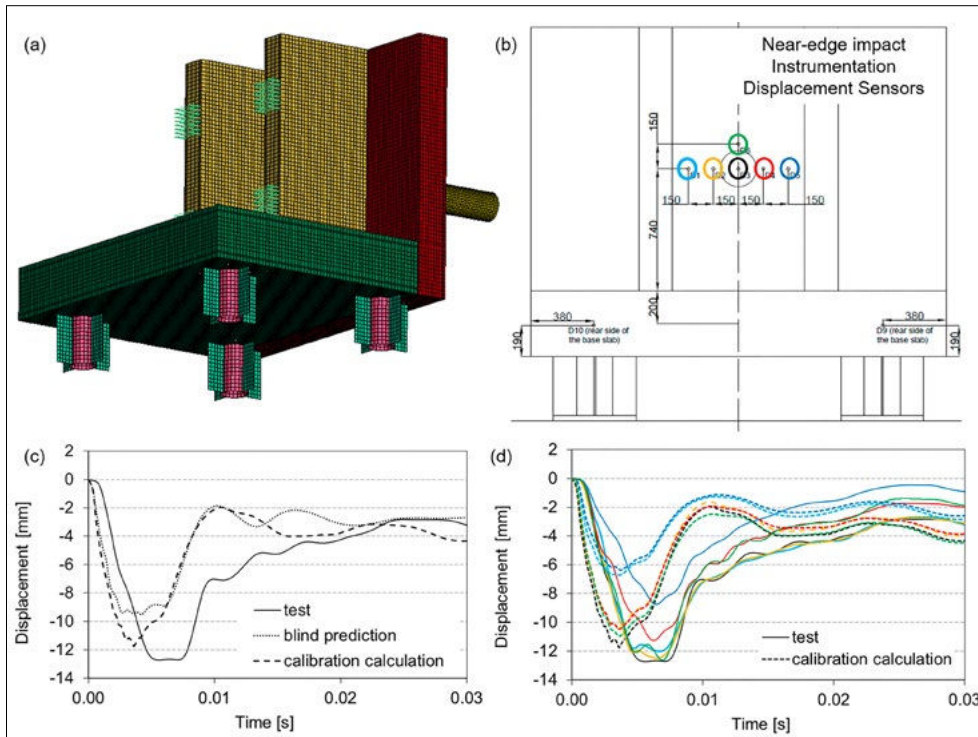 (a)
(b)
Near-edge impact
Instrumentation
Displacement Sensors
150
150
150
150
150
740
200
380
D10 (rear side of
the base slab)
190
380
D9 (rear side of
the base slab)
190
(c)
2
0
-2
-4
-6
-8
-10
-12
-14
Displacement [mm]
0.00
0.01
0.02
0.03
Time [s]
test
blind prediction
calibration calculation
(d)
2
0
-2
-4
-6
-8
-10
-12
-14
Displacement [mm]
0.00
0.01
0.02
0.03
Time [s]
test
calibration calculation